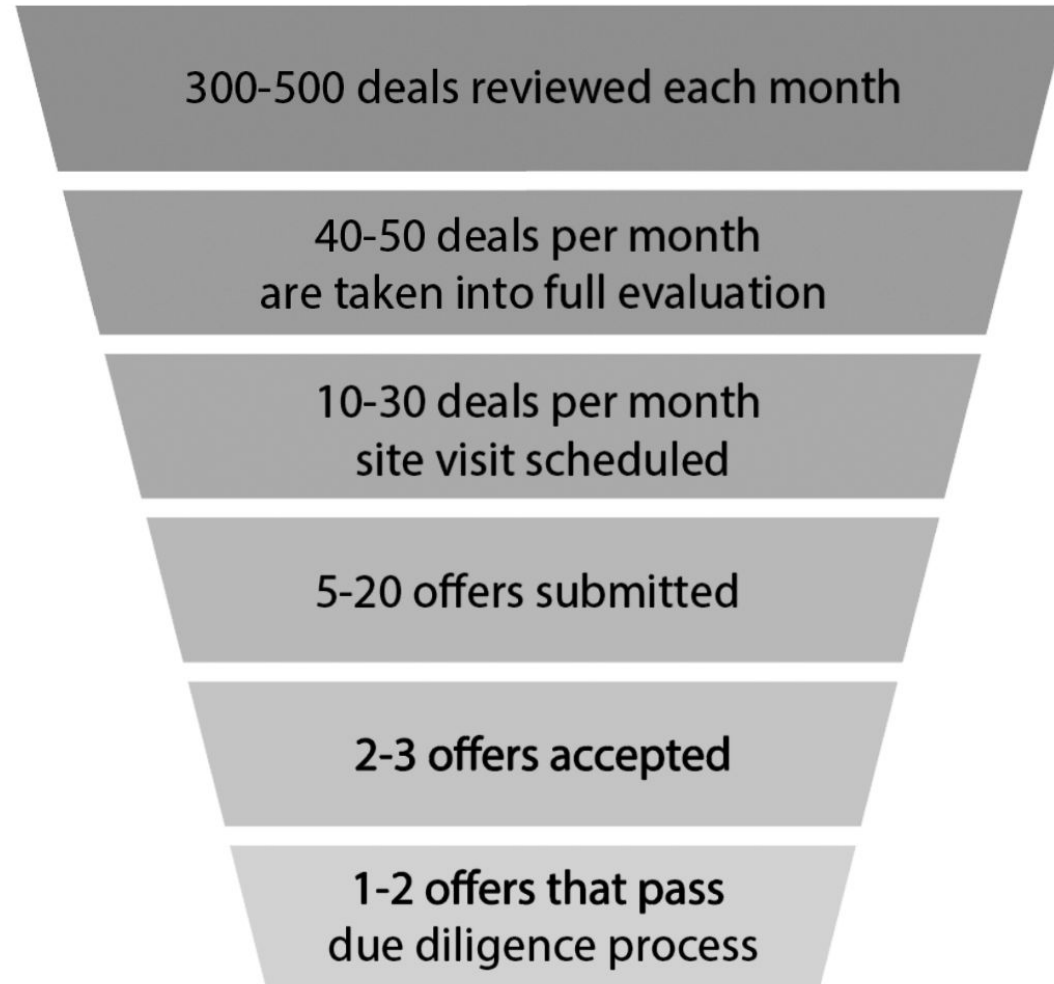 300-500 deals reviewed each month
40-50 deals per month
are taken into full evaluation
10-30 deals per month
site visit scheduled
5-20 offers submitted
2-3 offers accepted
1-2 offers that pass
due diligence process